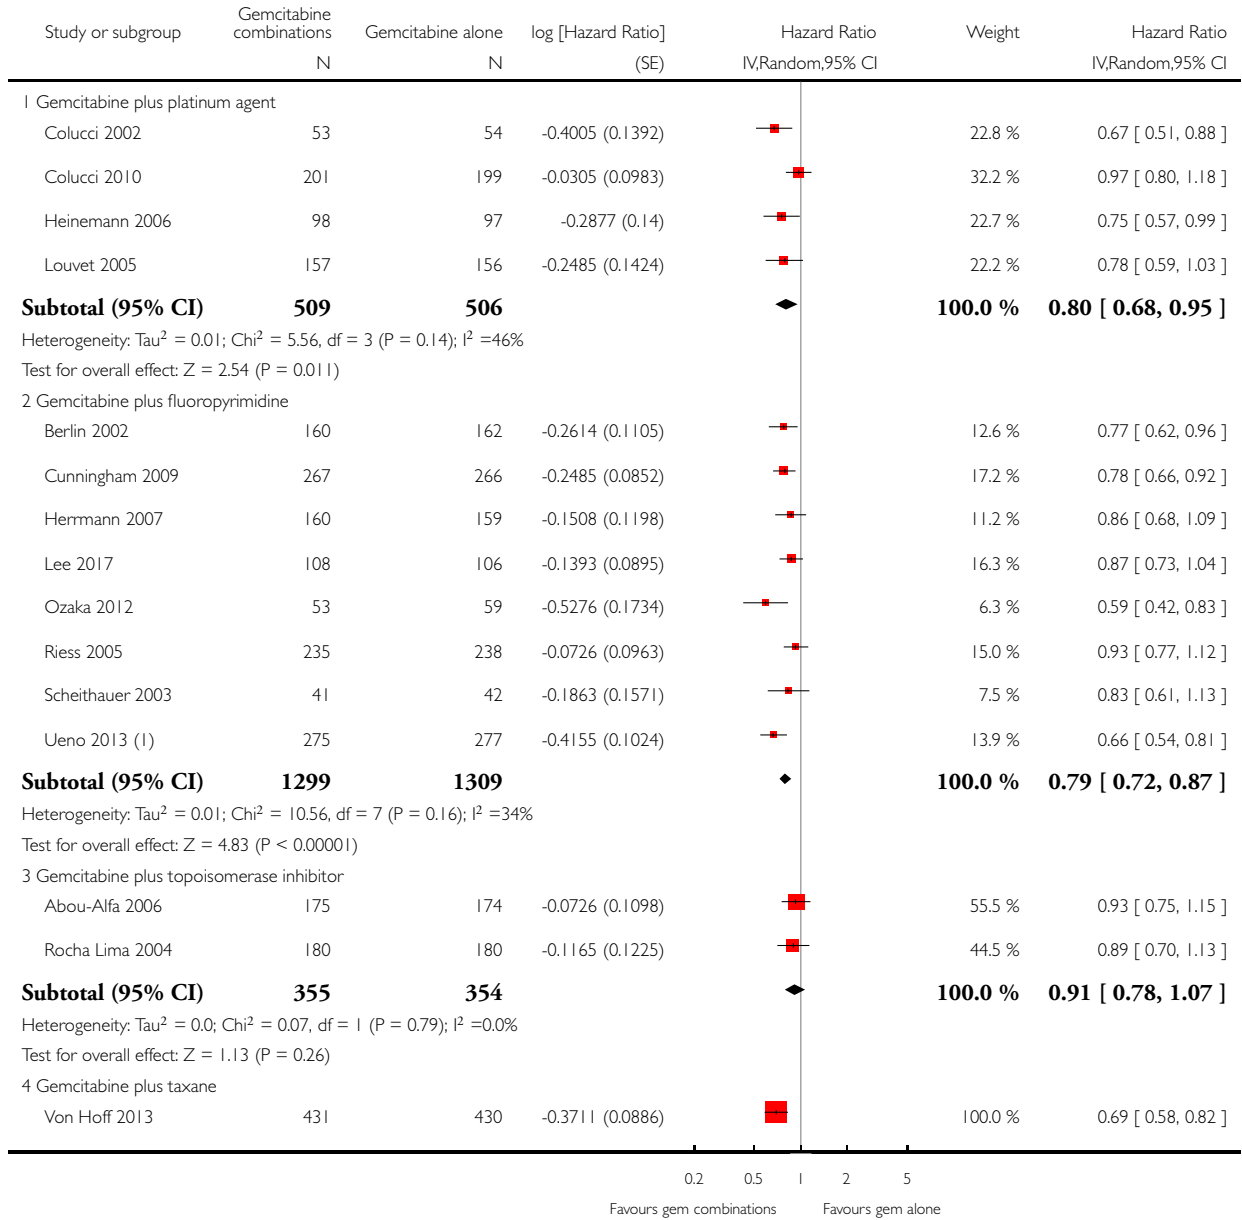 Study or subgroup Gemcitabine combinations Gemcitabine alone log [Hazard Ratio] Hazard Ratio Weight Hazard Ratio
N N (SE) IV,Random,95% CI IV,Random,95% CI
1 Gemcitabine plus platinum agent
Colucci 2002 53 54 -0.4005 (0.1392) 22.8 % 0.67 [ 0.51, 0.88 ]
Colucci 2010 201 199 -0.0305 (0.0983) 32.2 % 0.97 [ 0.80, 1.18 ]
Heinemann 2006 98 97 -0.2877 (0.14) 22.7 % 0.75 [ 0.57, 0.99 ]
Louvet 2005 157 156 -0.2485 (0.1424) 22.2 % 0.78 [ 0.59, 1.03 ]
Subtotal (95% CI) 509 506 100.0 % 0.80 [ 0.68, 0.95 ]
Heterogeneity: Tau² = 0.01; Chi² = 5.56, df = 3 (P = 0.14); I² =46%
Test for overall effect: Z = 2.54 (P = 0.011)
2 Gemcitabine plus fluoropyrimidine
Berlin 2002 160 162 -0.2614 (0.1105) 12.6 % 0.77 [ 0.62, 0.96 ]
Cunningham 2009 267 266 -0.2485 (0.0852) 17.2 % 0.78 [ 0.66, 0.92 ]
Herrmann 2007 160 159 -0.1508 (0.1198) 11.2 % 0.86 [ 0.68, 1.09 ]
Lee 2017 108 106 -0.1393 (0.0895) 16.3 % 0.87 [ 0.73, 1.04 ]
Ozaka 2012 53 59 -0.5276 (0.1734) 6.3 % 0.59 [ 0.42, 0.83 ]
Riess 2005 235 238 -0.0726 (0.0963) 15.0 % 0.93 [ 0.77, 1.12 ]
Scheithauer 2003 41 42 -0.1863 (0.1571) 7.5 % 0.83 [ 0.61, 1.13 ]
Ueno 2013 (1) 275 277 -0.4155 (0.1024) 13.9 % 0.66 [ 0.54, 0.81 ]
Subtotal (95% CI) 1299 1309 100.0 % 0.79 [ 0.72, 0.87 ]
Heterogeneity: Tau² = 0.01; Chi² = 10.56, df = 7 (P = 0.16); I² =34%
Test for overall effect: Z = 4.83 (P < 0.00001)
3 Gemcitabine plus topoisomerase inhibitor
Abou-Alfa 2006 175 174 -0.0726 (0.1098) 55.5 % 0.93 [ 0.75, 1.15 ]
Rocha Lima 2004 180 180 -0.1165 (0.1225) 44.5 % 0.89 [ 0.70, 1.13 ]
Subtotal (95% CI) 355 354 100.0 % 0.91 [ 0.78, 1.07 ]
Heterogeneity: Tau² = 0.0; Chi² = 0.07, df = 1 (P = 0.79); I² =0.0%
Test for overall effect: Z = 1.13 (P = 0.26)
4 Gemcitabine plus taxane
Von Hoff 2013 431 430 -0.3711 (0.0886) 100.0 % 0.69 [ 0.58, 0.82 ]
0.2 0.5 1 2 5
Favours gem combinations Favours gem alone